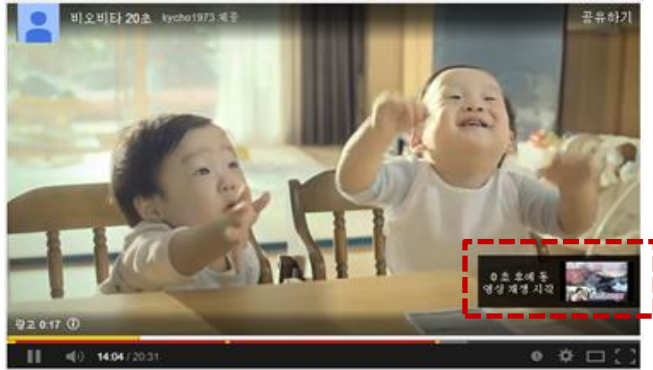 비오비타 20초 kycho1973 제공
공유하기
0초 후에 동
영상 재생 시작
광고 0:17
14:04 / 20:31